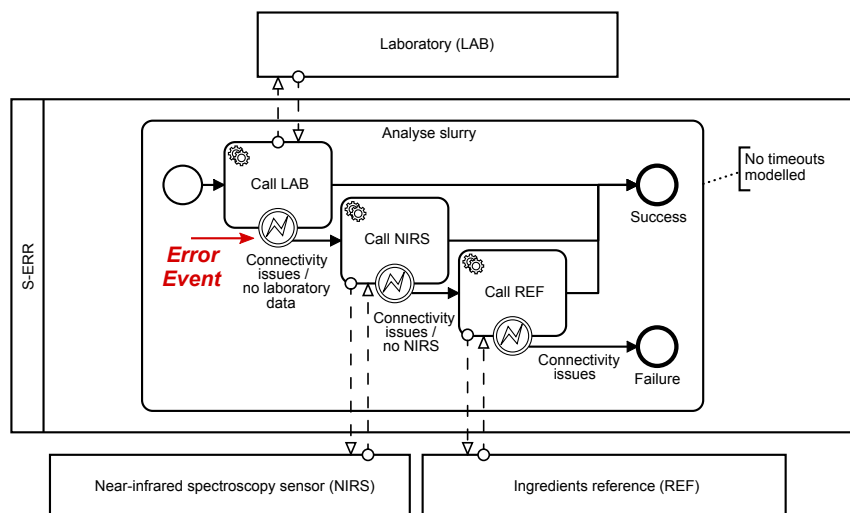 Laboratory (LAB)
S-ERR
Analyse slurry
Call LAB
Error
Event
Connectivity
issues /
no laboratory
data
Call NIRS
Connectivity
issues /
no NIRS
Call REF
Connectivity
issues
Success
Failure
No timeouts
modelled
Near-infrared spectroscopy sensor (NIRS)
Ingredients reference (REF)